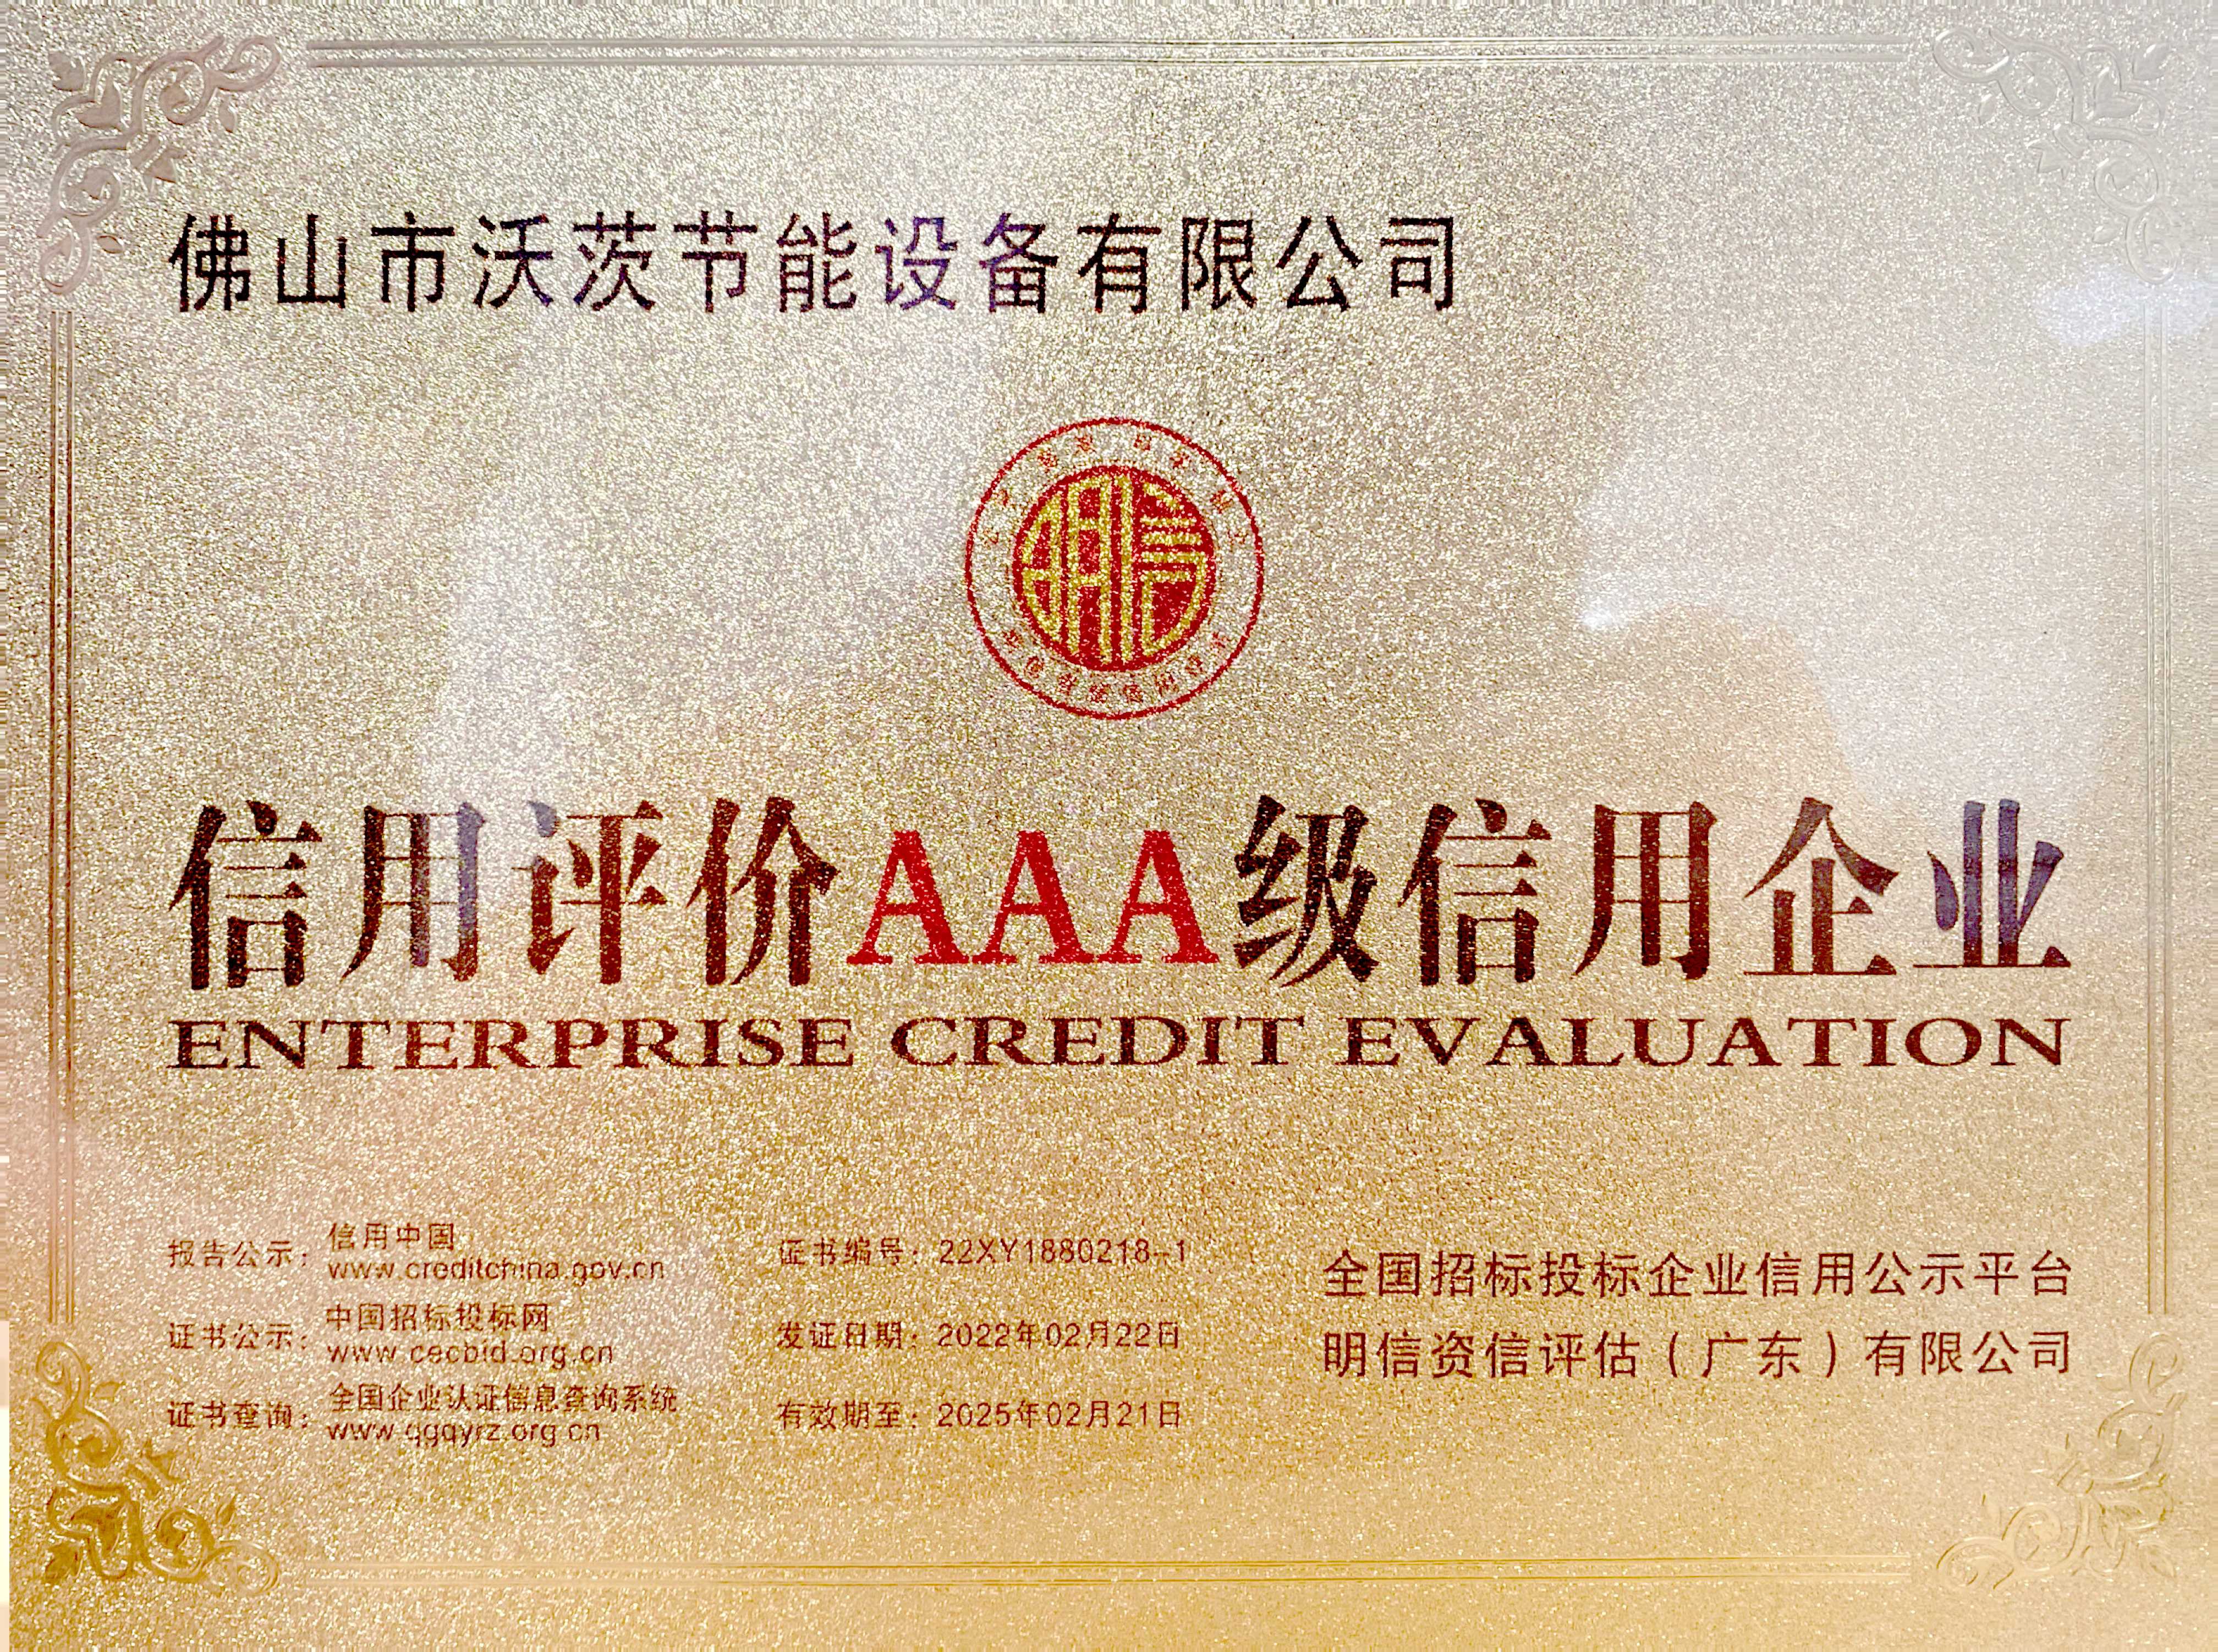 佛山市沃茨节能设备有限公司
明信
信用评价AAA级信用企业
ENTERPRISE CREDIT EVALUATION
报告公示：信用中国
www.creditchina.gov.cn
证书公示：中国招标投标网
www.cecbid.org.cn
证书查询：全国企业认证信息查询系统
www.qgqyrz.org.cn
证书编号：22XY1880218-1
发证日期：2022年02月22日
有效期至：2025年02月21日
全国招标投标企业信用公示平台
明信资信评估（广东）有限公司